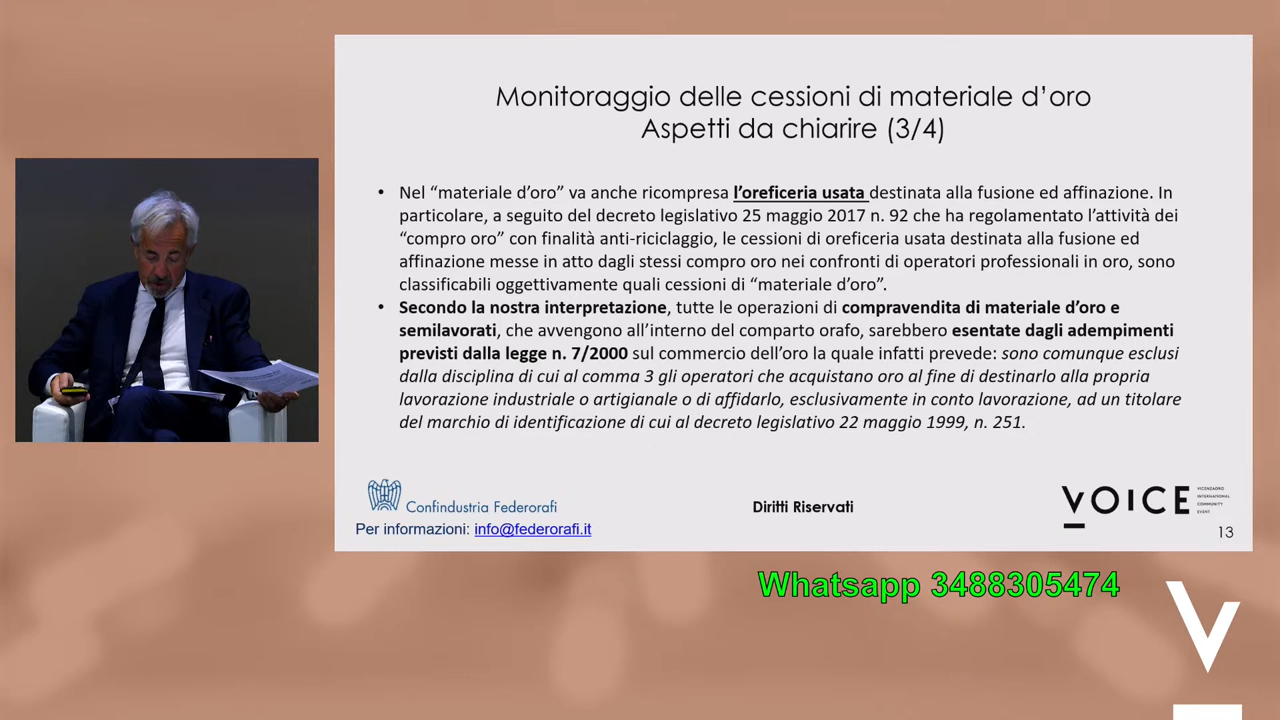 Monitoraggio delle cessioni di materiale d’oro
Aspetti da chiarire (3/4)
• Nel “materiale d’oro” va anche ricompresa l’oreficeria usata destinata alla fusione ed affinazione. In
particolare, a seguito del decreto legislativo 25 maggio 2017 n. 92 che ha regolamentato l’attività dei
“compro oro” con finalità anti-riciclaggio, le cessioni di oreficeria usata destinata alla fusione ed
affinazione messe in atto dagli stessi compro oro nei confronti di operatori professionali in oro, sono
classificabili oggettivamente quali cessioni di “materiale d’oro”.
• Secondo la nostra interpretazione, tutte le operazioni di compravendita di materiale d’oro e
semilavorati, che avvengono all’interno del comparto orafo, sarebbero esentate dagli adempimenti
previsti dalla legge n. 7/2000 sul commercio dell’oro la quale infatti prevede: sono comunque esclusi
dalla disciplina di cui al comma 3 gli operatori che acquistano oro al fine di destinarlo alla propria
lavorazione industriale o artigianale o di affidarlo, esclusivamente in conto lavorazione, ad un titolare
del marchio di identificazione di cui al decreto legislativo 22 maggio 1999, n. 251.
Confindustria Federorafi
Per informazioni: info@federorafi.it
Diritti Riservati
VOICE
VICENZAORO
INTERNATIONAL
COMMUNITY
EVENT
13
Whatsapp 3488305474
V